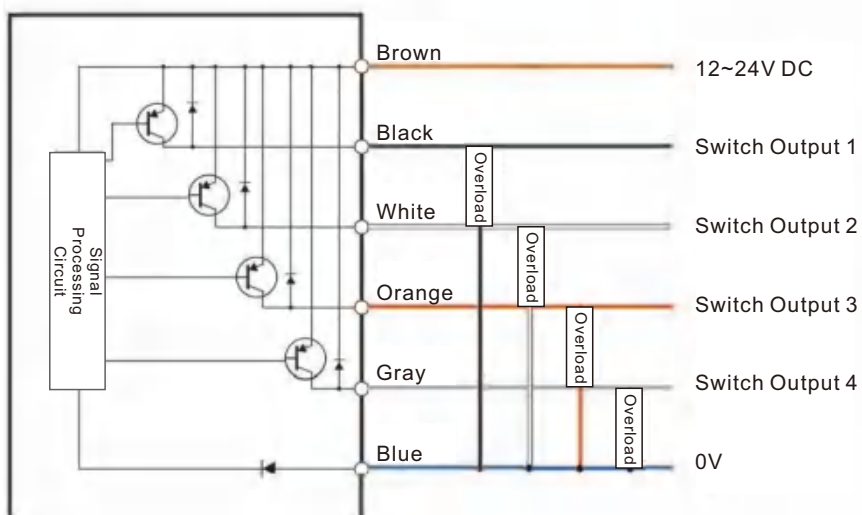 Brown
12~24V DC
Black
Switch Output 1
Overload
White
Switch Output 2
Overload
Signal
Processing
Circuit
Orange
Switch Output 3
Overload
Gray
Switch Output 4
Overload
Blue
0V